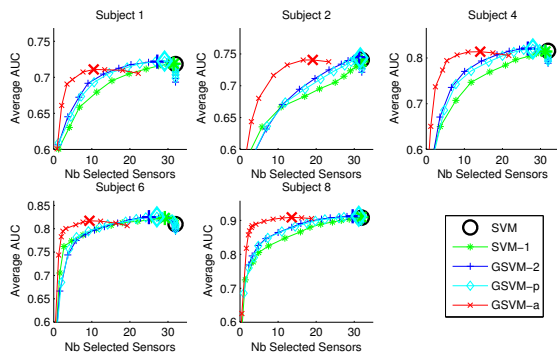 Subject 1
Subject 2
Subject 4
Average AUC
0.75
0.7
0.65
0.6
0 10 20 30
Nb Selected Sensors
Average AUC
0.75
0.7
0.65
0.6
0 10 20 30
Nb Selected Sensors
Average AUC
0.8
0.7
0.6
0 10 20 30
Nb Selected Sensors
Subject 6
Subject 8
Average AUC
0.85
0.8
0.75
0.7
0.65
0.6
0 10 20 30
Nb Selected Sensors
Average AUC
0.9
0.8
0.7
0.6
0 10 20 30
Nb Selected Sensors
SVM
SVM−1
GSVM−2
GSVM−p
GSVM−a